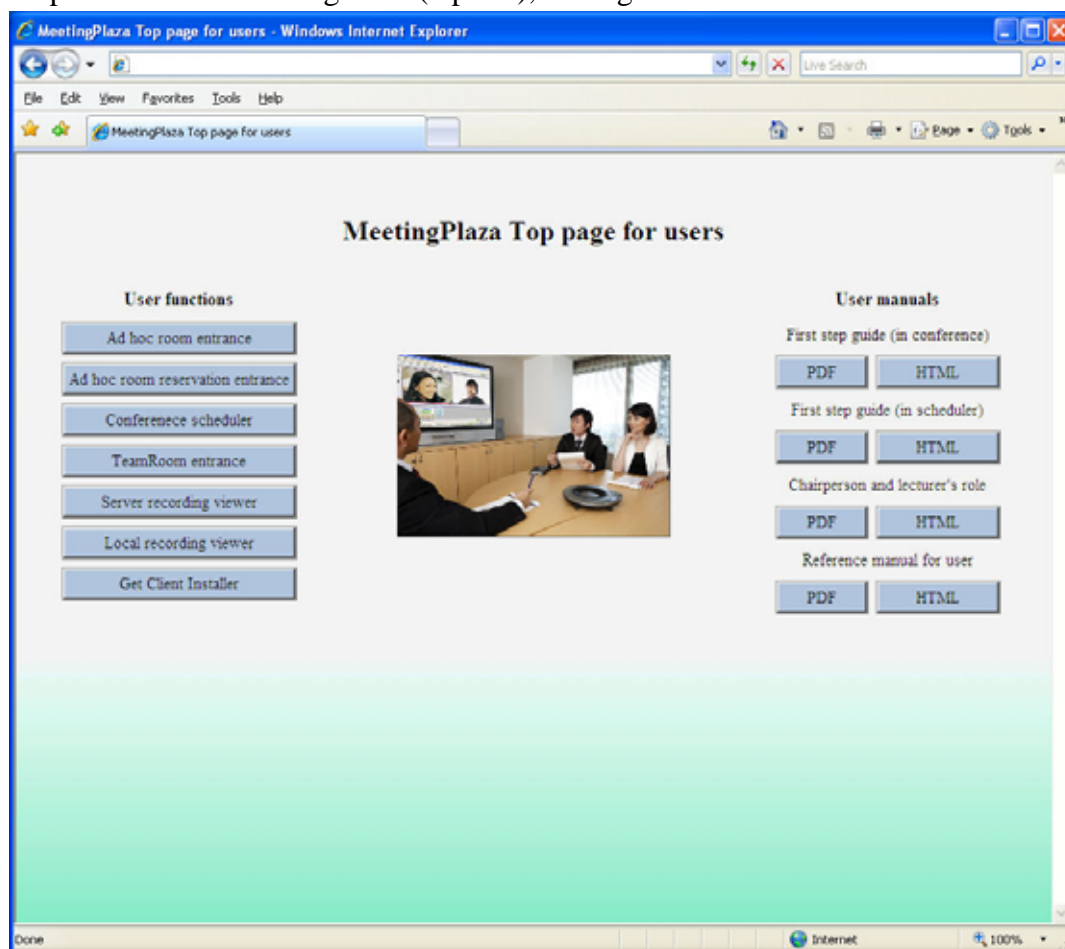 MeetingPlaza Top page for users - Windows Internet Explorer
Live Search
File Edit View Favorites Tools Help
MeetingPlaza Top page for users
Page Tools
MeetingPlaza Top page for users
User functions
Ad hoc room entrance
Ad hoc room reservation entrance
Conferenece scheduler
TeamRoom entrance
Server recording viewer
Local recording viewer
Get Client Installer
User manuals
First step guide (in conference)
PDF HTML
First step guide (in scheduler)
PDF HTML
Chairperson and lecturer's role
PDF HTML
Reference manual for user
PDF HTML
Done Internet 100%